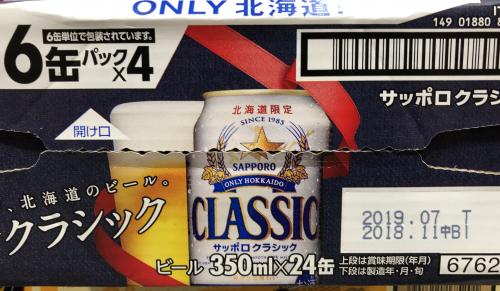 ONLY 北海道!
149 01880
6缶単位で包装されています。
6缶パック×4
サッポロ クラシック
開け口
北海道限定
SINCE 1985
SAPPORO
ONLY HOKKAIDO
CLASSIC
サッポロ クラシック
、北海道のビール。
クラシック
2019.07 T
2018.11中B1
ビール 350ml×24缶
上段は賞味期限(年月)
下段は製造年・月・旬
6762